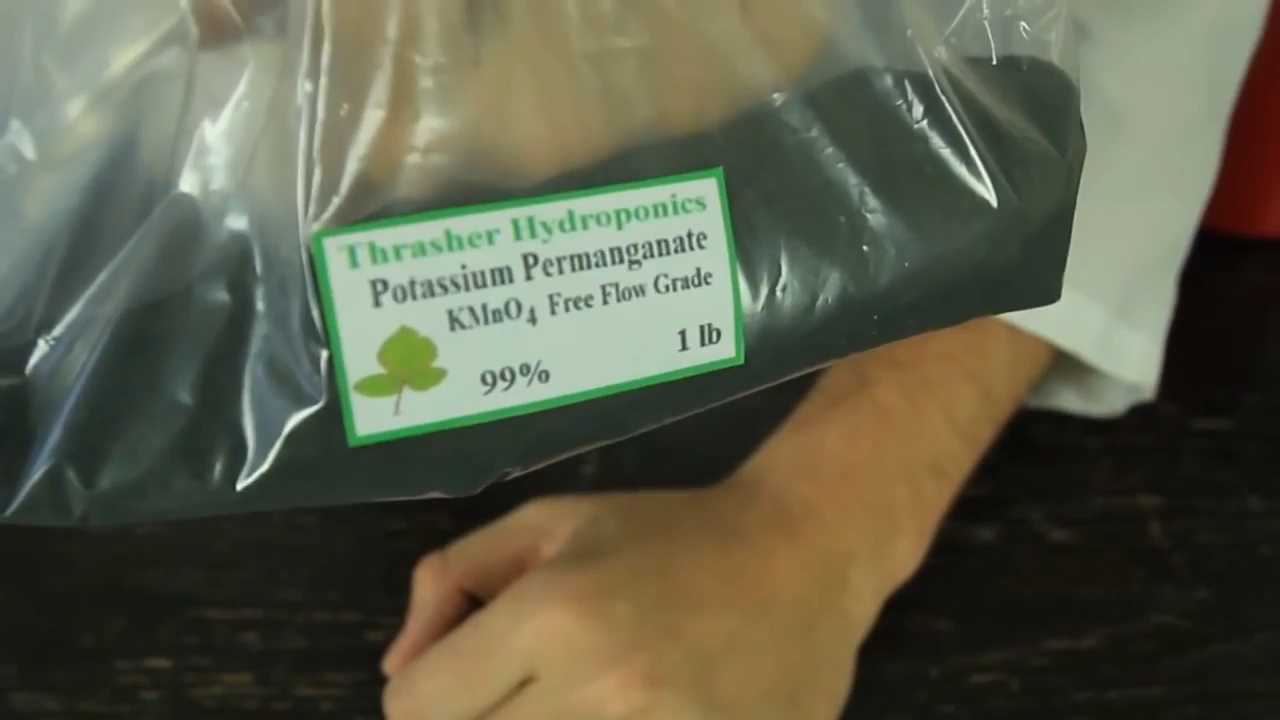 Thrasher Hydroponics
Potassium Permanganate
KMnO₄ Free Flow Grade
1 lb
99%